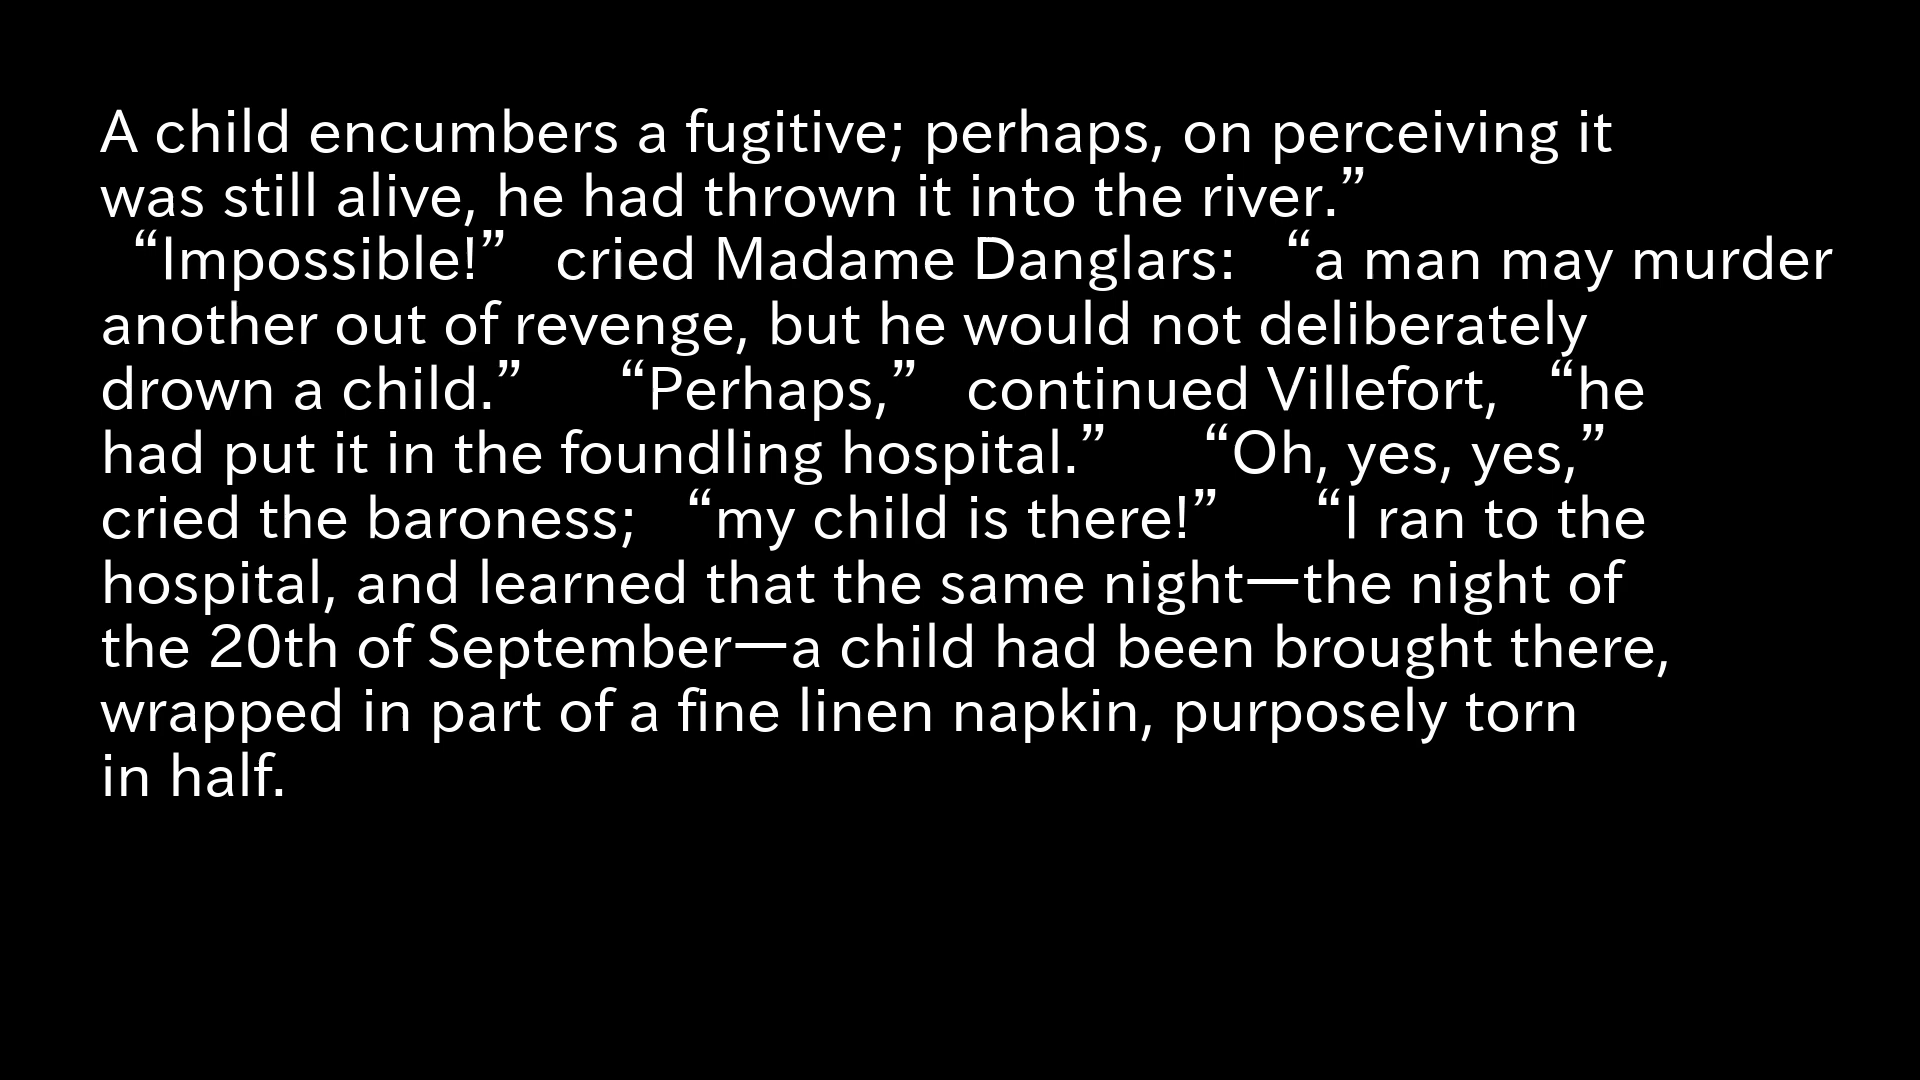 A child encumbers a fugitive; perhaps, on perceiving it
was still alive, he had thrown it into the river.”
“Impossible!” cried Madame Danglars: “a man may murder
another out of revenge, but he would not deliberately
drown a child.” “Perhaps,” continued Villefort, “he
had put it in the foundling hospital.” “Oh, yes, yes,”
cried the baroness; “my child is there!” “I ran to the
hospital, and learned that the same night—the night of
the 20th of September—a child had been brought there,
wrapped in part of a fine linen napkin, purposely torn
in half.